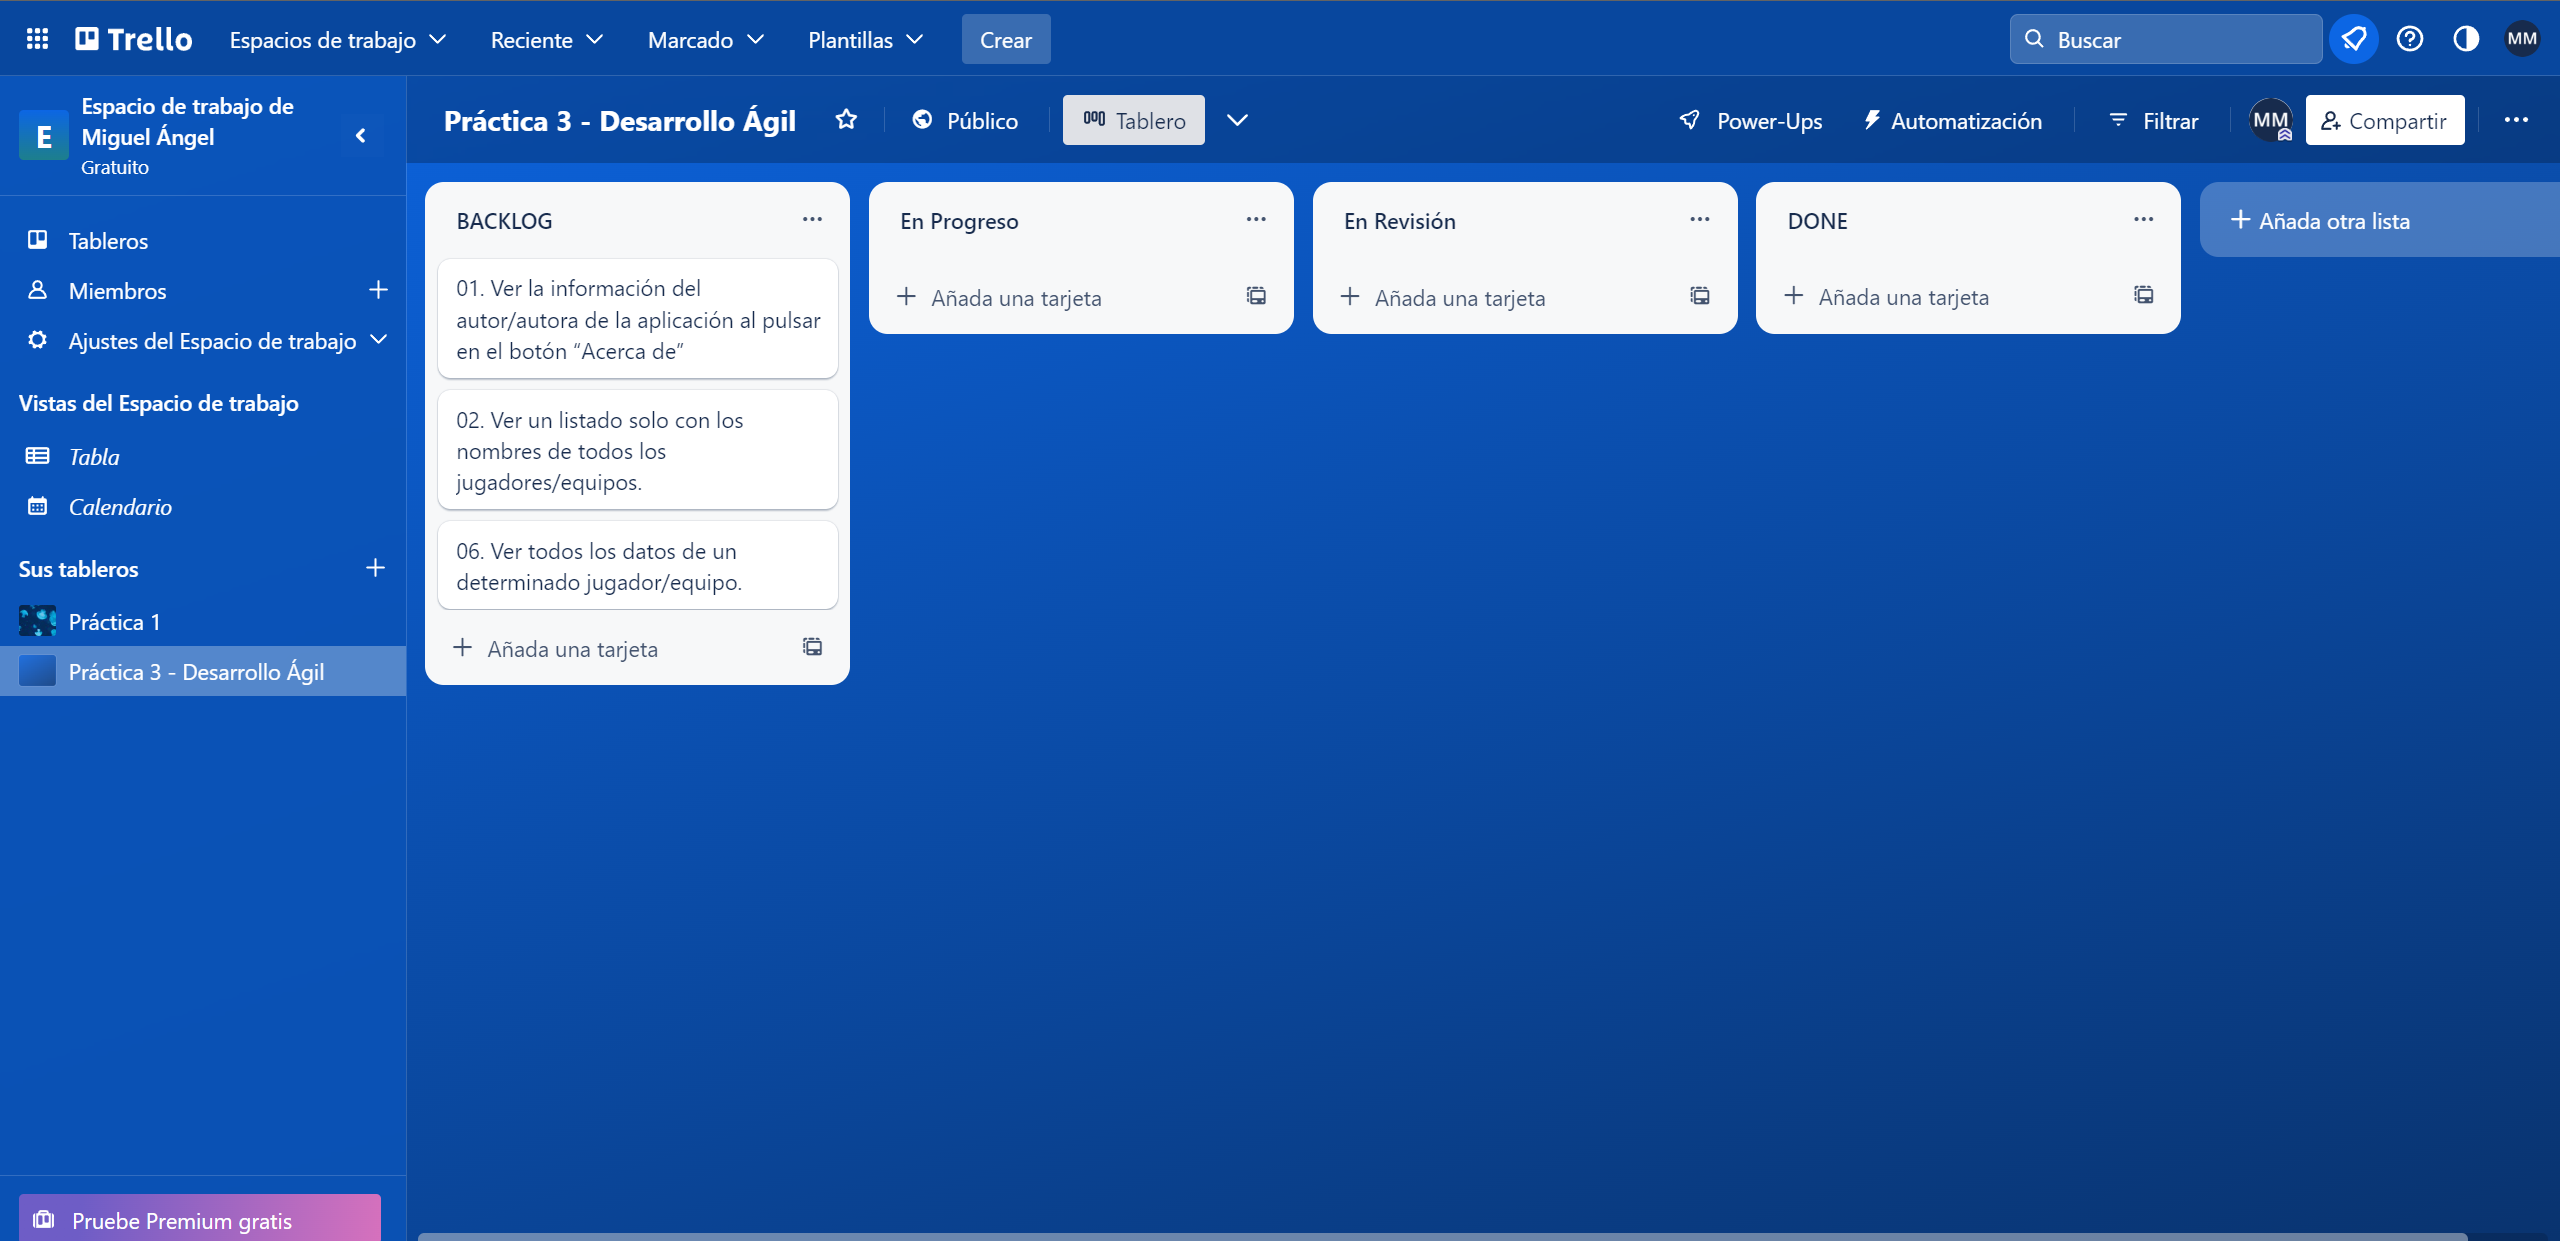 Trello
Espacios de trabajo
Reciente
Marcado
Plantillas
Crear
Buscar
MM
E
Espacio de trabajo de
Miguel Ángel
Gratuito
Práctica 3 - Desarrollo Ágil
Público
Tablero
Power-Ups
Automatización
Filtrar
MM
Compartir
Tableros
Miembros
Ajustes del Espacio de trabajo
Vistas del Espacio de trabajo
Tabla
Calendario
Sus tableros
Práctica 1
Práctica 3 - Desarrollo Ágil
Pruebe Premium gratis
BACKLOG
01. Ver la información del
autor/autora de la aplicación al pulsar
en el botón “Acerca de”
02. Ver un listado solo con los
nombres de todos los
jugadores/equipos.
06. Ver todos los datos de un
determinado jugador/equipo.
Añada una tarjeta
En Progreso
Añada una tarjeta
En Revisión
Añada una tarjeta
DONE
Añada una tarjeta
Añada otra lista